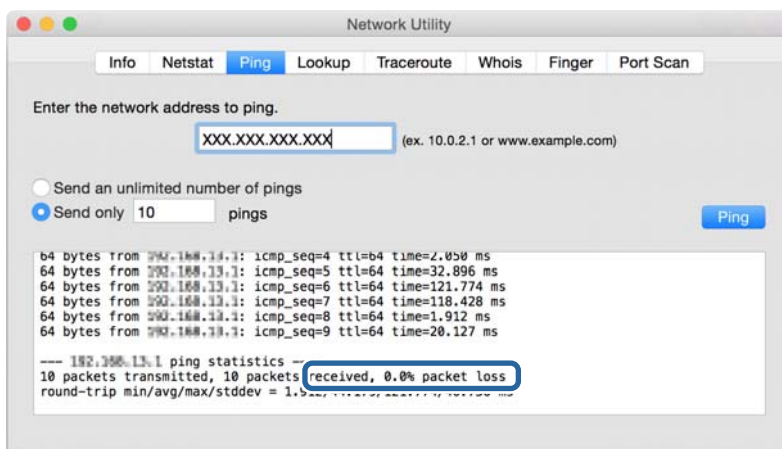 Network Utility
Info Netstat Ping Lookup Traceroute Whois Finger Port Scan
Enter the network address to ping.
XXX.XXX.XXX.XXX (ex. 10.0.2.1 or www.example.com)
Send an unlimited number of pings
Send only 10 pings
Ping
64 bytes from icmp_seq=4 ttl=64 time=2.050 ms
64 bytes from icmp_seq=5 ttl=64 time=32.896 ms
64 bytes from icmp_seq=6 ttl=64 time=121.774 ms
64 bytes from icmp_seq=7 ttl=64 time=118.428 ms
64 bytes from icmp_seq=8 ttl=64 time=1.912 ms
64 bytes from icmp_seq=9 ttl=64 time=20.127 ms
--- ping statistics --
10 packets transmitted, 10 packets received, 0.0% packet loss
round-trip min/avg/max/stddev = ms